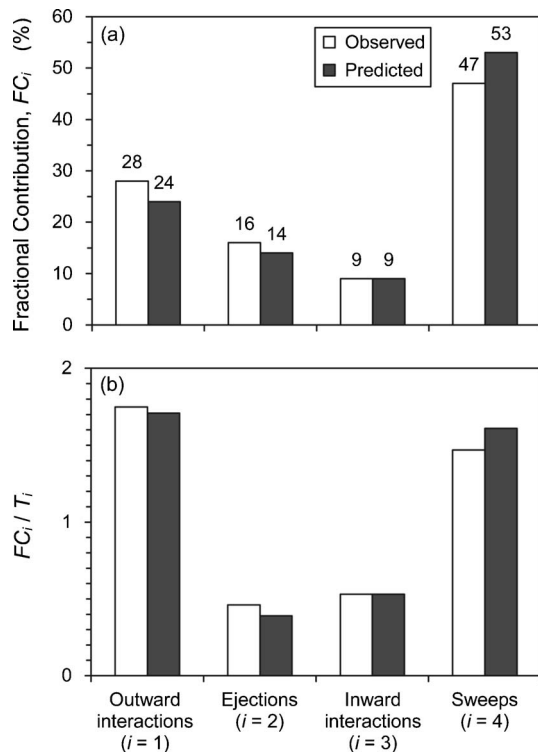 60
50
40
30
20
10
0
Fractional Contribution, FCᵢ (%)
(a)
Observed
Predicted
28
24
16
14
9
9
47
53
2
1
0
FCᵢ / Tᵢ
(b)
Outward
interactions
(i = 1)
Ejections
(i = 2)
Inward
interactions
(i = 3)
Sweeps
(i = 4)